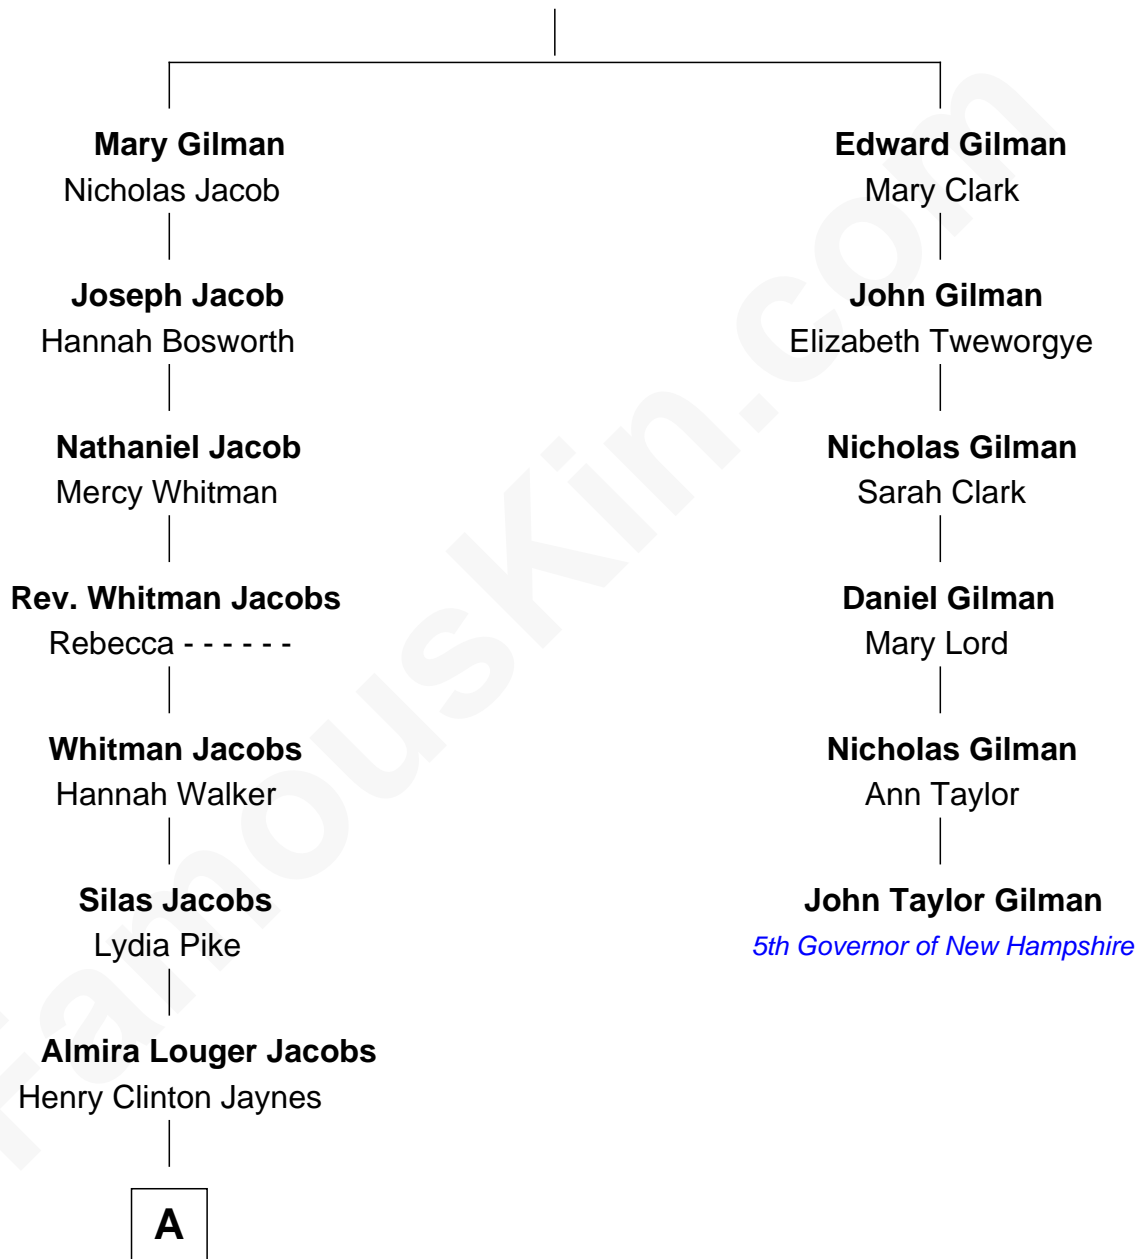 Mary Gilman
Nicholas Jacob
Joseph Jacob
Hannah Bosworth
Nathaniel Jacob
Mercy Whitman
Rev. Whitman Jacobs
Rebecca - - - - - -
Whitman Jacobs
Hannah Walker
Silas Jacobs
Lydia Pike
Almira Louger Jacobs
Henry Clinton Jaynes
A
Edward Gilman
Mary Clark
John Gilman
Elizabeth Tweworgye
Nicholas Gilman
Sarah Clark
Daniel Gilman
Mary Lord
Nicholas Gilman
Ann Taylor
John Taylor Gilman
5th Governor of New Hampshire
FamousKin.com